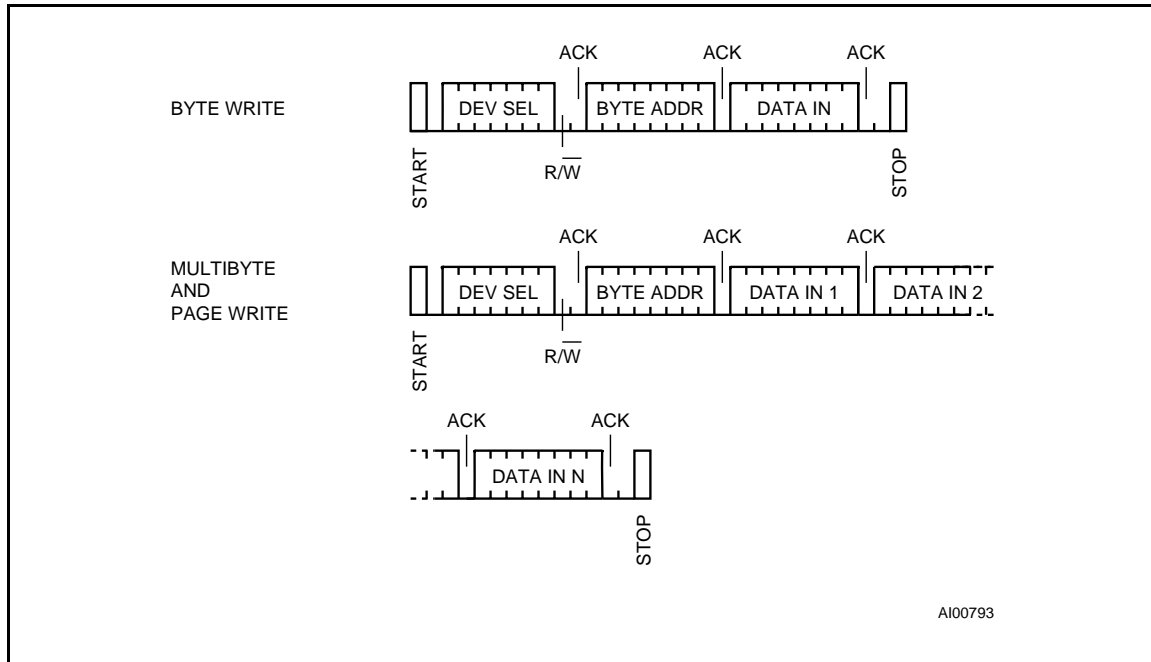 ACK ACK ACK
BYTE WRITE DEV SEL BYTE ADDR DATA IN
R/W̅
START STOP
ACK ACK ACK
MULTIBYTE
AND
PAGE WRITE
DEV SEL BYTE ADDR DATA IN 1 DATA IN 2
R/W̅
START
ACK ACK
DATA IN N
STOP
AI00793